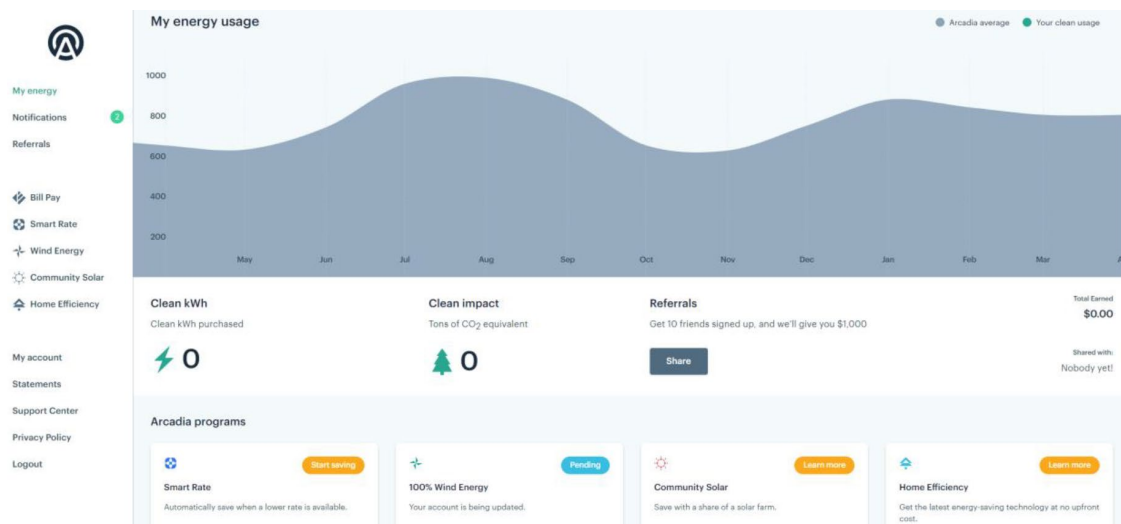 My energy
Notifications 2
Referrals
Bill Pay
Smart Rate
Wind Energy
Community Solar
Home Efficiency
My account
Statements
Support Center
Privacy Policy
Logout
My energy usage
Arcadia average Your clean usage
1000
800
600
400
200
May Jun Jul Aug Sep Oct Nov Dec Jan Feb Mar
Clean kWh
Clean kWh purchased
0
Clean impact
Tons of CO2 equivalent
0
Referrals
Get 10 friends signed up, and we'll give you $1,000
Share
Total Earned
$0.00
Shared with:
Nobody yet!
Arcadia programs
Start saving
Smart Rate
Automatically save when a lower rate is available.
Pending
100% Wind Energy
Your account is being updated.
Learn more
Community Solar
Save with a share of a solar farm.
Learn more
Home Efficiency
Get the latest energy-saving technology at no upfront
cost.